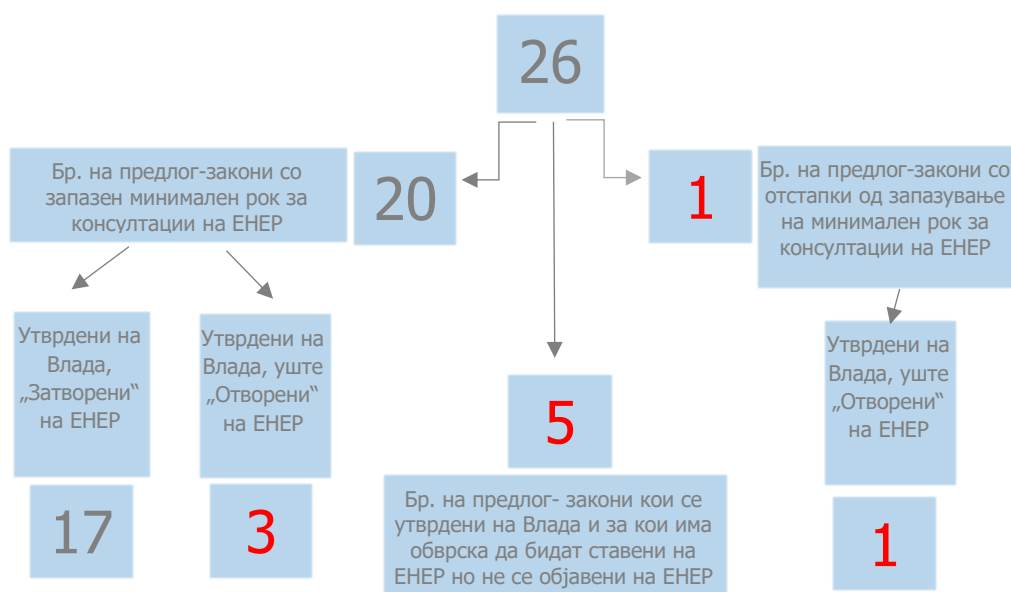 26
Бр. на предлог-закони со
запазен минимален рок за
консултации на ЕНЕР
20
1
Бр. на предлог-закони со
отстапки од запазување
на минимален рок за
консултации на ЕНЕР
Утврдени на
Влада,
„Затворени“
на ЕНЕР
17
Утврдени на
Влада, уште
„Отворени“
на ЕНЕР
3
5
Бр. на предлог- закони кои се
утврдени на Влада и за кои има
обврска да бидат ставени на
ЕНЕР но не се објавени на ЕНЕР
Утврдени на
Влада, уште
„Отворени“
на ЕНЕР
1